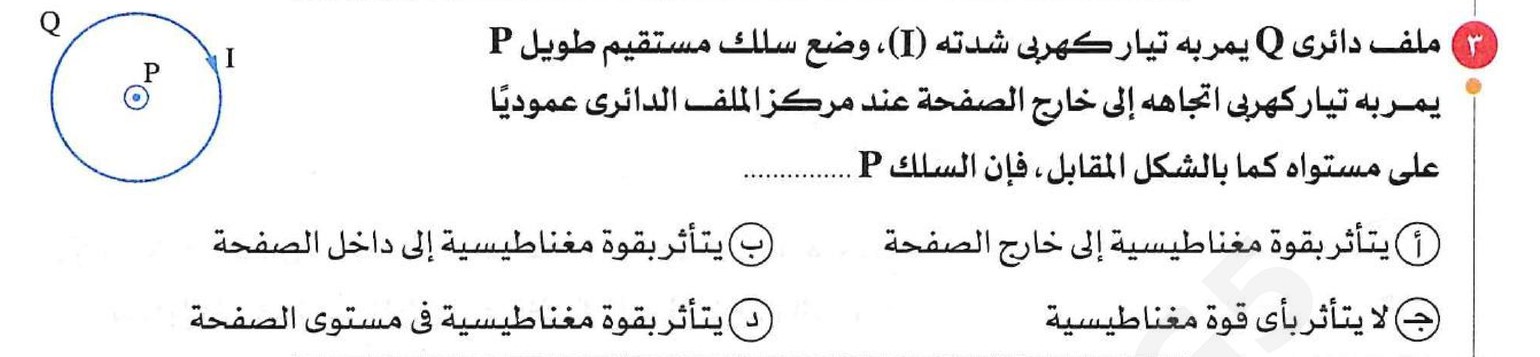 ٣ ملف دائرى Q يمر به تيار كهربى شدته (I)، وضع سلك مستقيم طويل P
يمر به تيار كهربى اتجاهه إلى خارج الصفحة عند مركز الملف الدائرى عموديًا
على مستواه كما بالشكل المقابل، فإن السلك P ...............
Q
I
P
أ يتأثر بقوة مغناطيسية إلى خارج الصفحة
ب يتأثر بقوة مغناطيسية إلى داخل الصفحة
جـ لا يتأثر بأى قوة مغناطيسية
د يتأثر بقوة مغناطيسية فى مستوى الصفحة